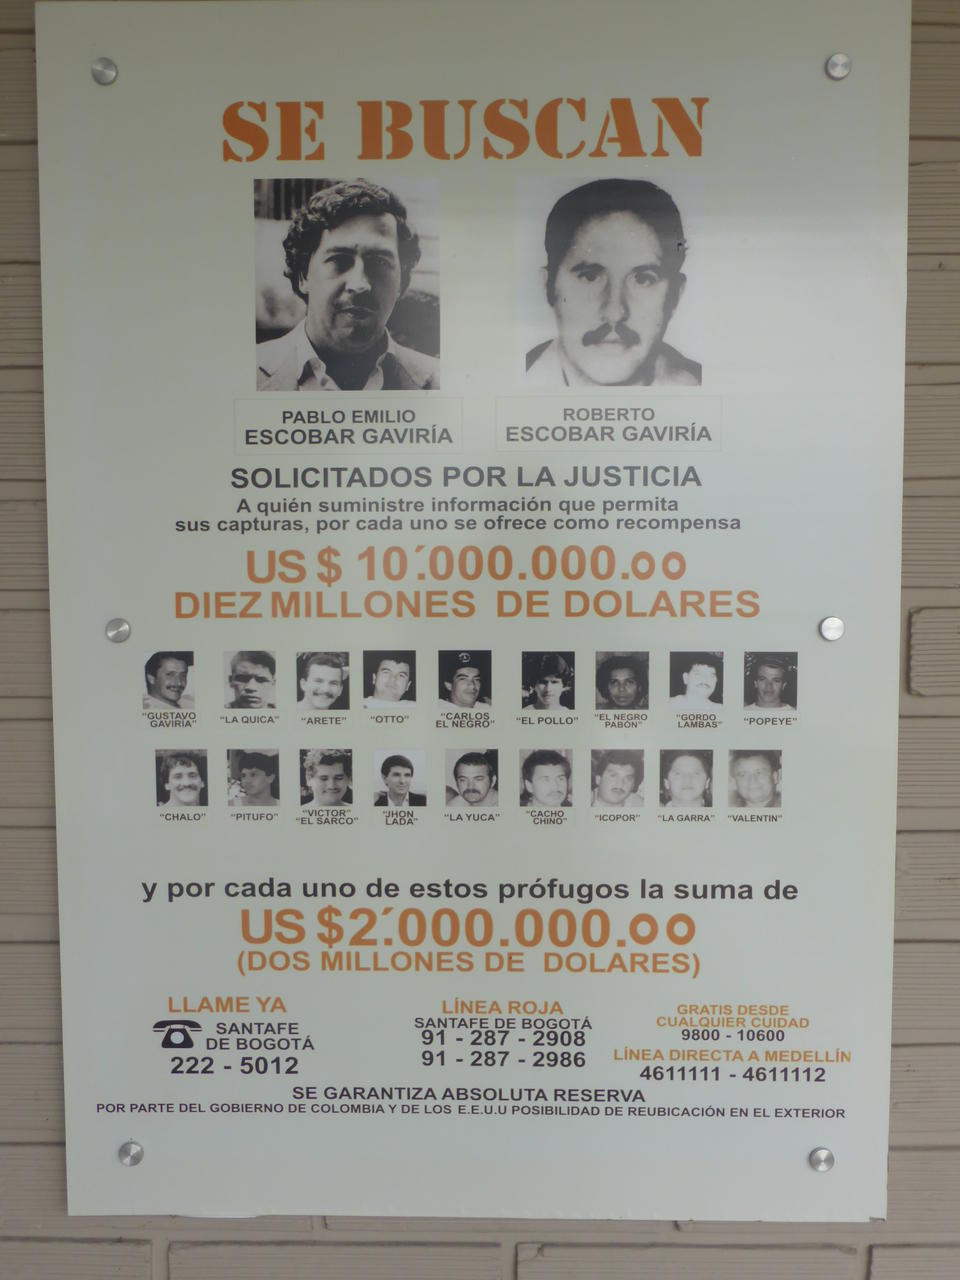 SE BUSCAN
PABLO EMILIO
ESCOBAR GAVIRÍA
ROBERTO
ESCOBAR GAVIRÍA
SOLICITADOS POR LA JUSTICIA
A quién suministre información que permita
sus capturas, por cada uno se ofrece como recompensa
US $ 10´.000.000.oo
DIEZ MILLONES DE DOLARES
“GUSTAVO
GAVIRÍA”
“LA QUICA”
“ARETE”
“OTTO”
“CARLOS
EL NEGRO”
“EL POLLO”
“EL NEGRO
PABÓN”
“GORDO
LAMBAS”
“POPEYE”
“CHALO”
“PITUFO”
“VICTOR”
“EL SARCO”
“JHON
LADA”
“LA YUCA”
“CACHO
CHINO”
“ICOPOR”
“LA GARRA”
“VALENTIN”
y por cada uno de estos prófugos la suma de
US $2´.000.000.oo
(DOS MILLONES DE DOLARES)
LLAME YA
SANTAFE
DE BOGOTÁ
222 - 5012
LÍNEA ROJA
SANTAFE DE BOGOTÁ
91 - 287 - 2908
91 - 287 - 2986
GRATIS DESDE
CUALQUIER CUIDAD
9800 - 10600
LÍNEA DIRECTA A MEDELLÍN
4611111 - 4611112
SE GARANTIZA ABSOLUTA RESERVA
POR PARTE DEL GOBIERNO DE COLOMBIA Y DE LOS E.E.U.U POSIBILIDAD DE REUBICACIÓN EN EL EXTERIOR